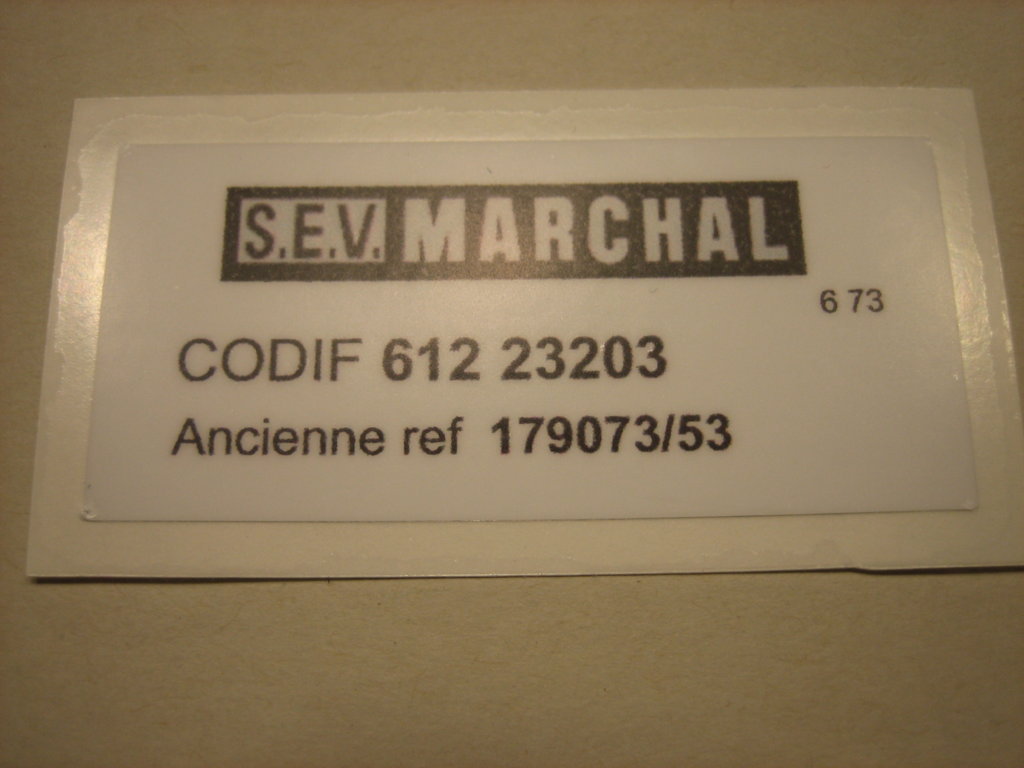 S.E.V. MARCHAL
6 73
CODIF 612 23203
Ancienne ref 179073/53